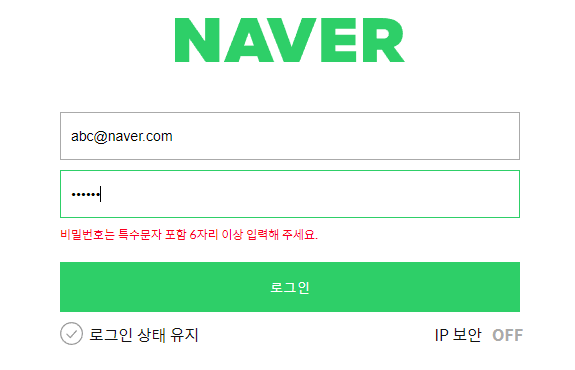 NAVER
abc@naver.com
••••••
비밀번호는 특수문자 포함 6자리 이상 입력해 주세요.
로그인
로그인 상태 유지 IP 보안 OFF